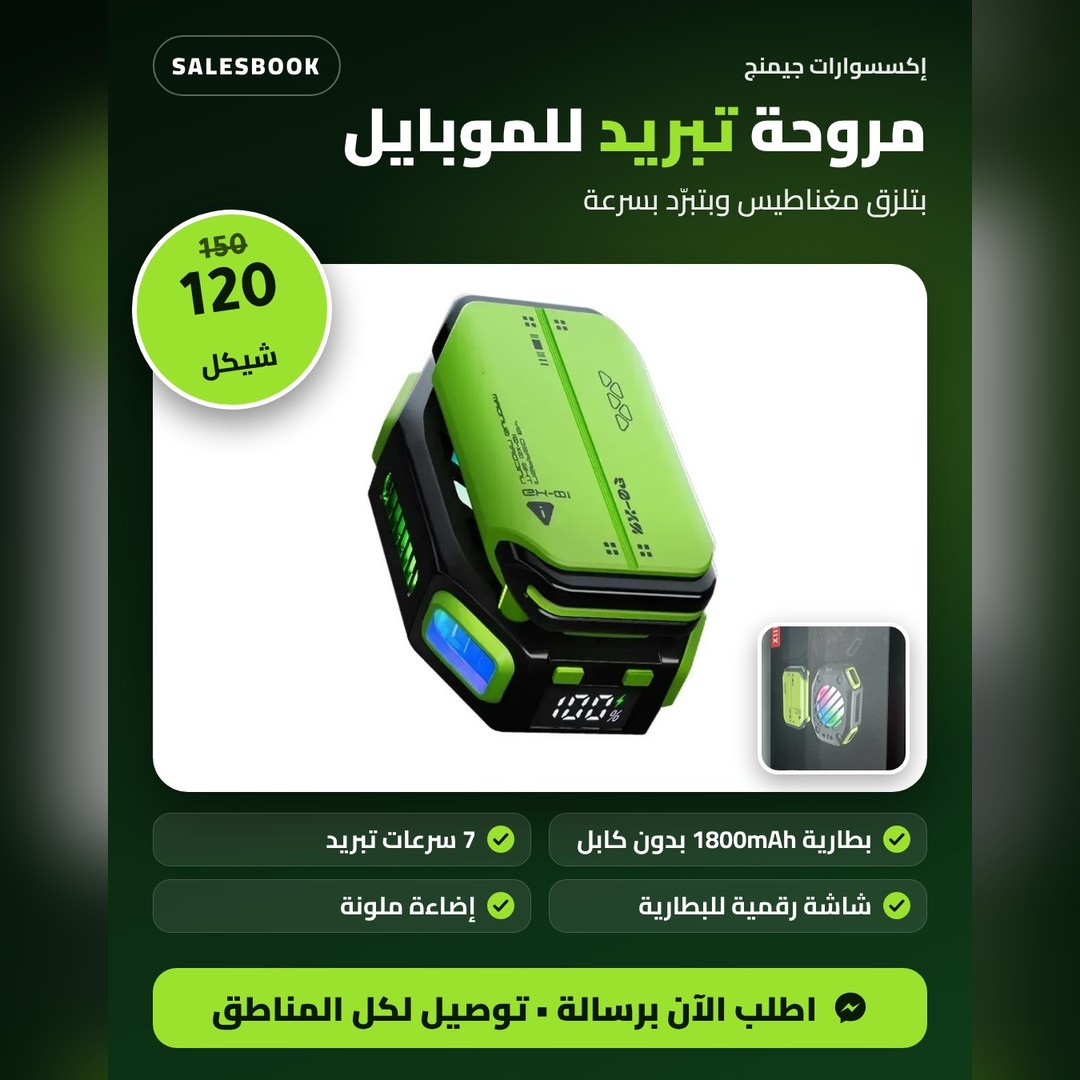 SALESBOOK
إكسسوارات جيمنج
مروحة تبريد للموبايل
بتلزق مغناطيس وبتبرّد بسرعة
150
120
شيكل
100%
بطارية 1800mAh بدون كابل
7 سرعات تبريد
شاشة رقمية للبطارية
إضاءة ملونة
اطلب الآن برسالة • توصيل لكل المناطق